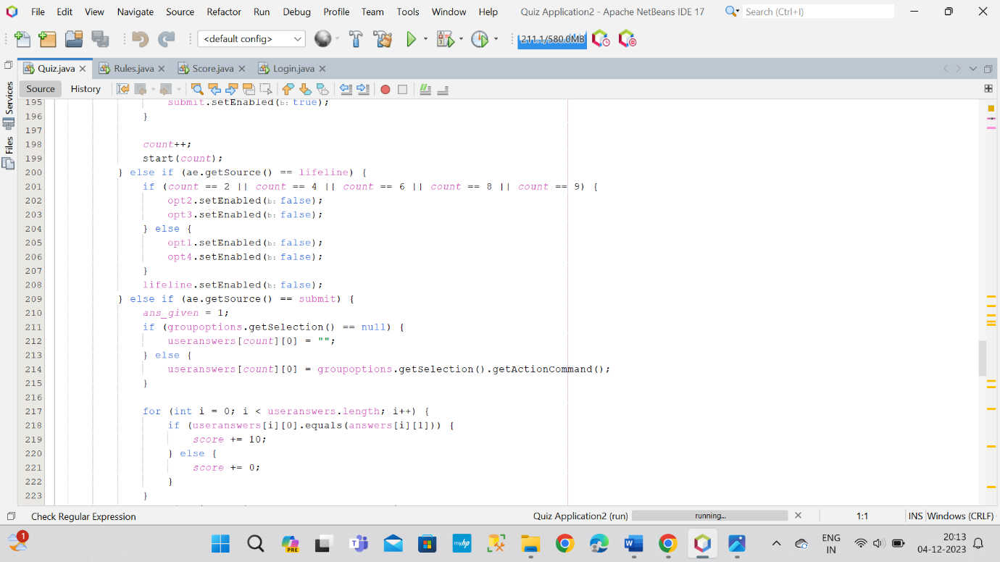 File Edit View Navigate Source Refactor Run Debug Profile Team Tools Window Help Quiz Application2 - Apache NetBeans IDE 17 Search (Ctrl+I)
<default config> 211.1/580.0MB
Quiz.java Rules.java Score.java Login.java
Source History
Services
Files
195 submit.setEnabled(b: true);
196 }
197
198 count++;
199 start(count);
200 } else if (ae.getSource() == lifeline) {
201 if (count == 2 || count == 4 || count == 6 || count == 8 || count == 9) {
202 opt2.setEnabled(b: false);
203 opt3.setEnabled(b: false);
204 } else {
205 opt1.setEnabled(b: false);
206 opt4.setEnabled(b: false);
207 }
208 lifeline.setEnabled(b: false);
209 } else if (ae.getSource() == submit) {
210 ans_given = 1;
211 if (groupoptions.getSelection() == null) {
212 useranswers[count][0] = "";
213 } else {
214 useranswers[count][0] = groupoptions.getSelection().getActionCommand();
215 }
216
217 for (int i = 0; i < useranswers.length; i++) {
218 if (useranswers[i][0].equals(answers[i][1])) {
219 score += 10;
220 } else {
221 score += 0;
222 }
223 }
Check Regular Expression Quiz Application2 (run) running... 1:1 INS Windows (CRLF)
1 PRE myhp ENG IN 20:13
04-12-2023